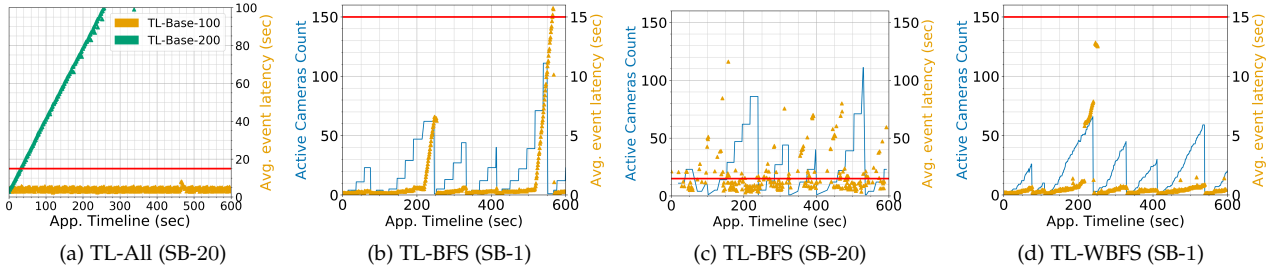 TL-Base-100
TL-Base-200
100
80
60
40
20
0
Avg. event latency (sec)
0 100 200 300 400 500 600
App. Timeline (sec)
(a) TL-All (SB-20)
Active Cameras Count
150
100
50
0
15
10
5
0
Avg. event latency (sec)
0 200 400 600
App. Timeline (sec)
(b) TL-BFS (SB-1)
Active Cameras Count
150
100
50
0
150
100
50
0
Avg. event latency (sec)
200 400 600
App. Timeline (sec)
(c) TL-BFS (SB-20)
Active Cameras Count
150
100
50
0
15
10
5
0
Avg. event latency (sec)
0 200 400 600
App. Timeline (sec)
(d) TL-WBFS (SB-1)